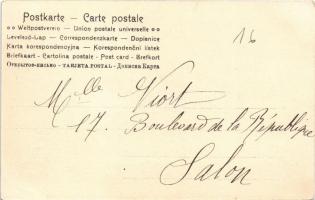 Postkarte — Carte postale
Weltpostverein — Union postale universelle
Levelező-Lap — Correspondenzkarte — Dopisnice
Karta korespondencyjna — Korespondenční lístek
Briefkaart — Cartolina postale — Post card — Brefkort
Открытое письмо — TARJETA POSTAL — Дописна Карта
16
Mlle Viort
17. Boulevard de la République
Salon